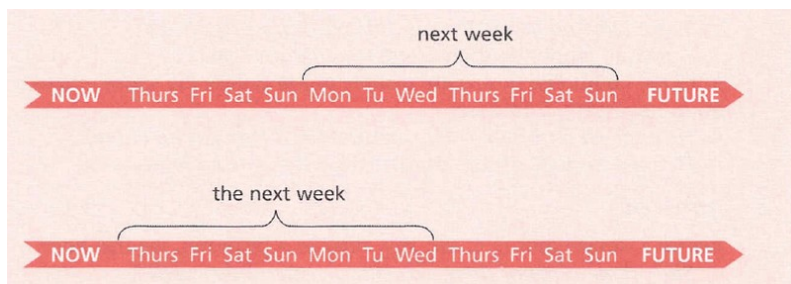 next week
NOW Thurs Fri Sat Sun Mon Tu Wed Thurs Fri Sat Sun FUTURE
the next week
NOW Thurs Fri Sat Sun Mon Tu Wed Thurs Fri Sat Sun FUTURE